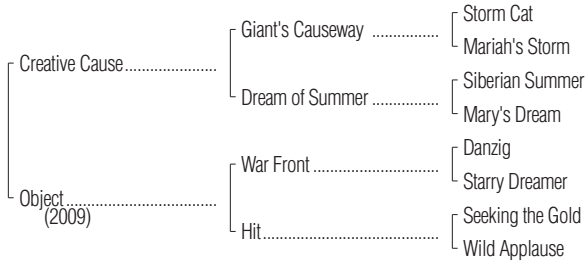 Storm Cat
Giant's Causeway ................
Mariah's Storm
Creative Cause......................
Siberian Summer
Dream of Summer ................
Mary's Dream
Danzig
War Front ..............................
Starry Dreamer
Object....................................
(2009)
Seeking the Gold
Hit..........................................
Wild Applause